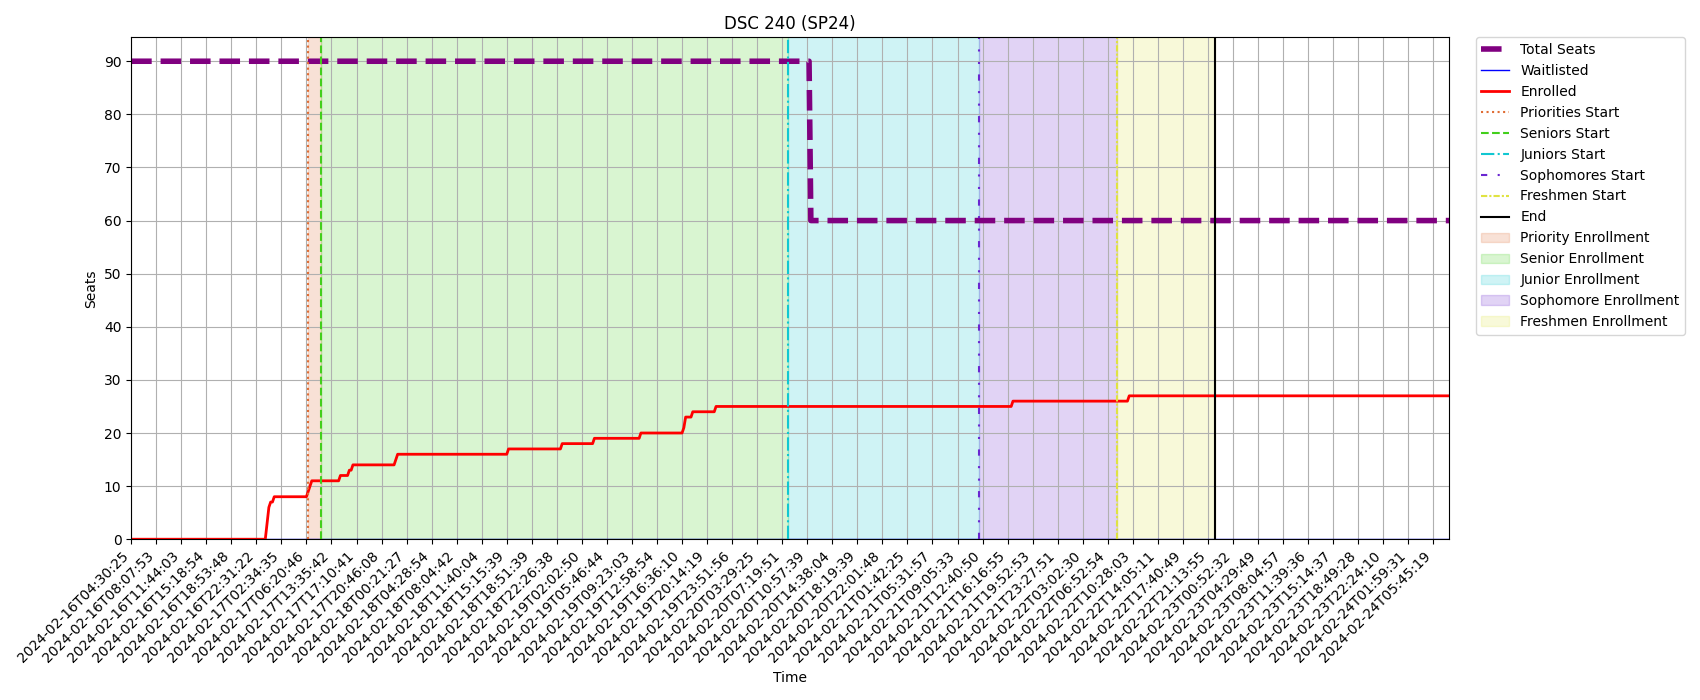 DSC 240 (SP24)
90
80
70
60
50
40
30
20
10
0
Seats
2024-02-16T04:30:25
2024-02-16T08:07:53
2024-02-16T11:44:03
2024-02-16T15:18:54
2024-02-16T18:53:48
2024-02-16T22:31:22
2024-02-17T02:34:35
2024-02-17T06:20:46
2024-02-17T13:35:42
2024-02-17T17:10:41
2024-02-17T20:46:08
2024-02-18T00:21:27
2024-02-18T04:28:54
2024-02-18T08:04:42
2024-02-18T11:40:04
2024-02-18T15:15:39
2024-02-18T18:51:39
2024-02-18T22:26:38
2024-02-19T02:02:50
2024-02-19T05:46:44
2024-02-19T09:23:03
2024-02-19T12:58:54
2024-02-19T16:36:10
2024-02-19T20:14:19
2024-02-19T23:51:56
2024-02-20T03:29:25
2024-02-20T07:19:51
2024-02-20T10:57:39
2024-02-20T14:38:04
2024-02-20T18:19:39
2024-02-20T22:01:48
2024-02-21T01:42:25
2024-02-21T05:31:57
2024-02-21T09:05:33
2024-02-21T12:40:50
2024-02-21T16:16:55
2024-02-21T19:52:53
2024-02-21T23:27:51
2024-02-22T03:02:30
2024-02-22T06:52:54
2024-02-22T10:28:03
2024-02-22T14:05:11
2024-02-22T17:40:49
2024-02-22T21:13:55
2024-02-23T00:52:32
2024-02-23T04:29:49
2024-02-23T08:04:57
2024-02-23T11:39:36
2024-02-23T15:14:37
2024-02-23T18:49:28
2024-02-23T22:24:10
2024-02-24T01:59:31
2024-02-24T05:45:19
Time
Total Seats
Waitlisted
Enrolled
Priorities Start
Seniors Start
Juniors Start
Sophomores Start
Freshmen Start
End
Priority Enrollment
Senior Enrollment
Junior Enrollment
Sophomore Enrollment
Freshmen Enrollment